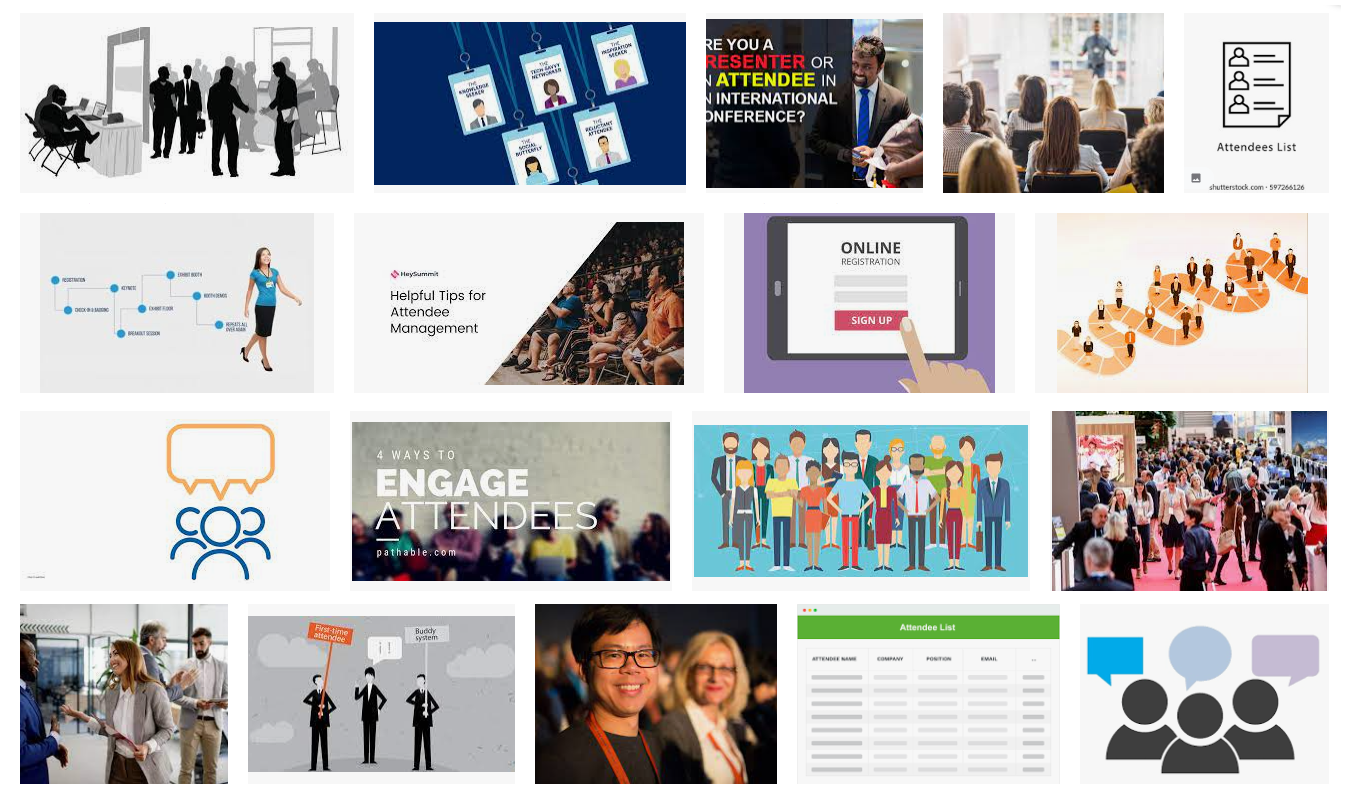 THE
KNOWLEDGE
SEEKER
THE
TECH-SAVVY
NETWORKER
THE
INSPIRATION
SEEKER
THE
SOCIAL
BUTTERFLY
THE
RELUCTANT
ATTENDEE
RE YOU A
RESENTER OR
N ATTENDEE IN
N INTERNATIONAL
ONFERENCE?
Attendees List
shutterstock.com · 597266126
REGISTRATION
CHECK-IN & BADGING
KEYNOTE
BREAKOUT SESSION
EXHIBIT FLOOR
EXHIBIT BOOTH
BOOTH DEMOS
REPEATS ALL
OVER AGAIN
HeySummit
Helpful Tips for
Attendee
Management
ONLINE
REGISTRATION
SIGN UP
4 WAYS TO
ENGAGE
ATTENDEES
pathable.com
First-time
attendee
¡ !
Buddy
system
Attendee List
ATTENDEE NAME COMPANY POSITION EMAIL ...